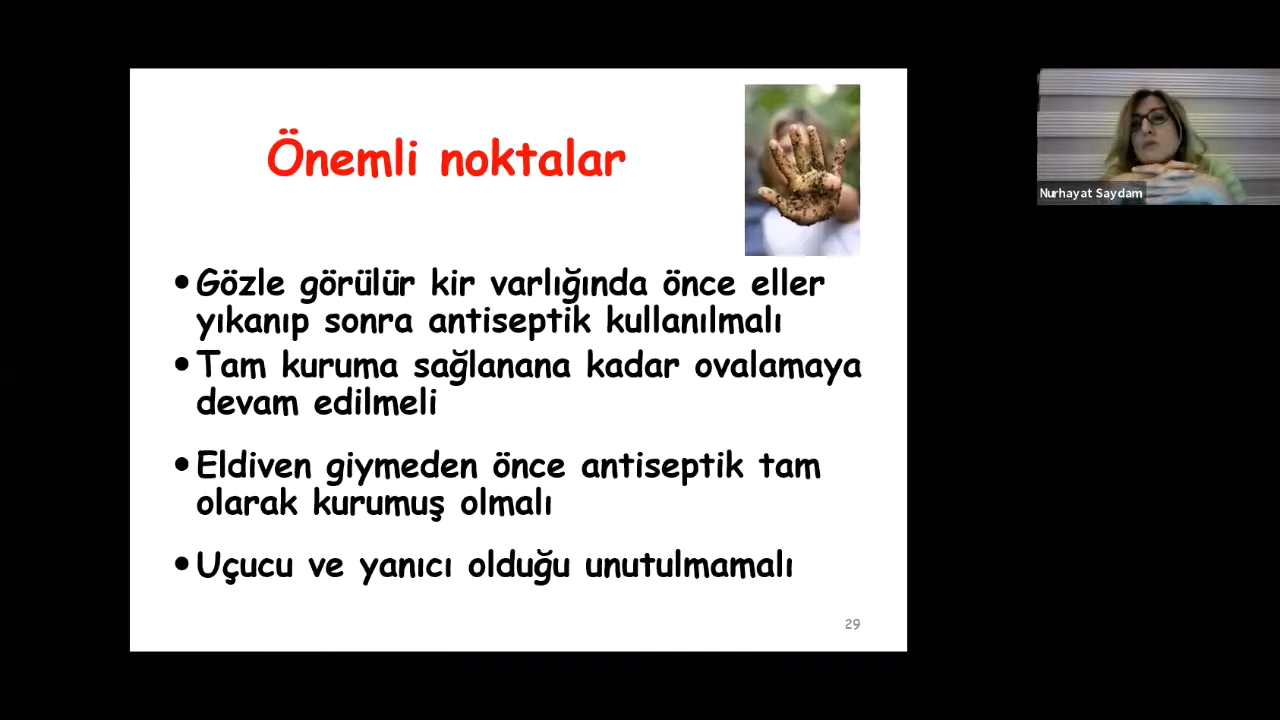 Önemli noktalar
• Gözle görülür kir varlığında önce eller
yıkanıp sonra antiseptik kullanılmalı
• Tam kuruma sağlanana kadar ovalamaya
devam edilmeli
• Eldiven giymeden önce antiseptik tam
olarak kurumuş olmalı
• Uçucu ve yanıcı olduğu unutulmamalı
29
Nurhayat Saydam